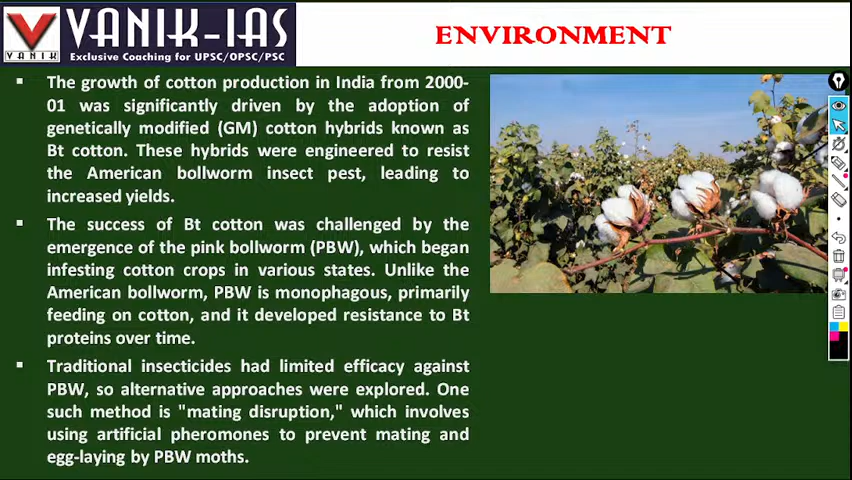 VANIK-IAS
VANIK
Exclusive Coaching for UPSC/OPSC/PSC
ENVIRONMENT
▪ The growth of cotton production in India from 2000-
01 was significantly driven by the adoption of
genetically modified (GM) cotton hybrids known as
Bt cotton. These hybrids were engineered to resist
the American bollworm insect pest, leading to
increased yields.
▪ The success of Bt cotton was challenged by the
emergence of the pink bollworm (PBW), which began
infesting cotton crops in various states. Unlike the
American bollworm, PBW is monophagous, primarily
feeding on cotton, and it developed resistance to Bt
proteins over time.
▪ Traditional insecticides had limited efficacy against
PBW, so alternative approaches were explored. One
such method is "mating disruption," which involves
using artificial pheromones to prevent mating and
egg-laying by PBW moths.